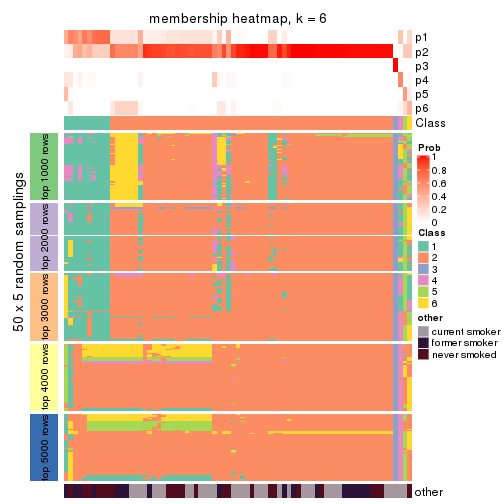 membership heatmap, k = 6
p1
p2
p3
p4
p5
p6
Class
50 x 5 random samplings
top 1000 rows
top 2000 rows
top 3000 rows
top 4000 rows
top 5000 rows
other
Prob
1
0.8
0.6
0.4
0.2
0
Class
1
2
3
4
5
6
other
current smoker
former smoker
never smoked